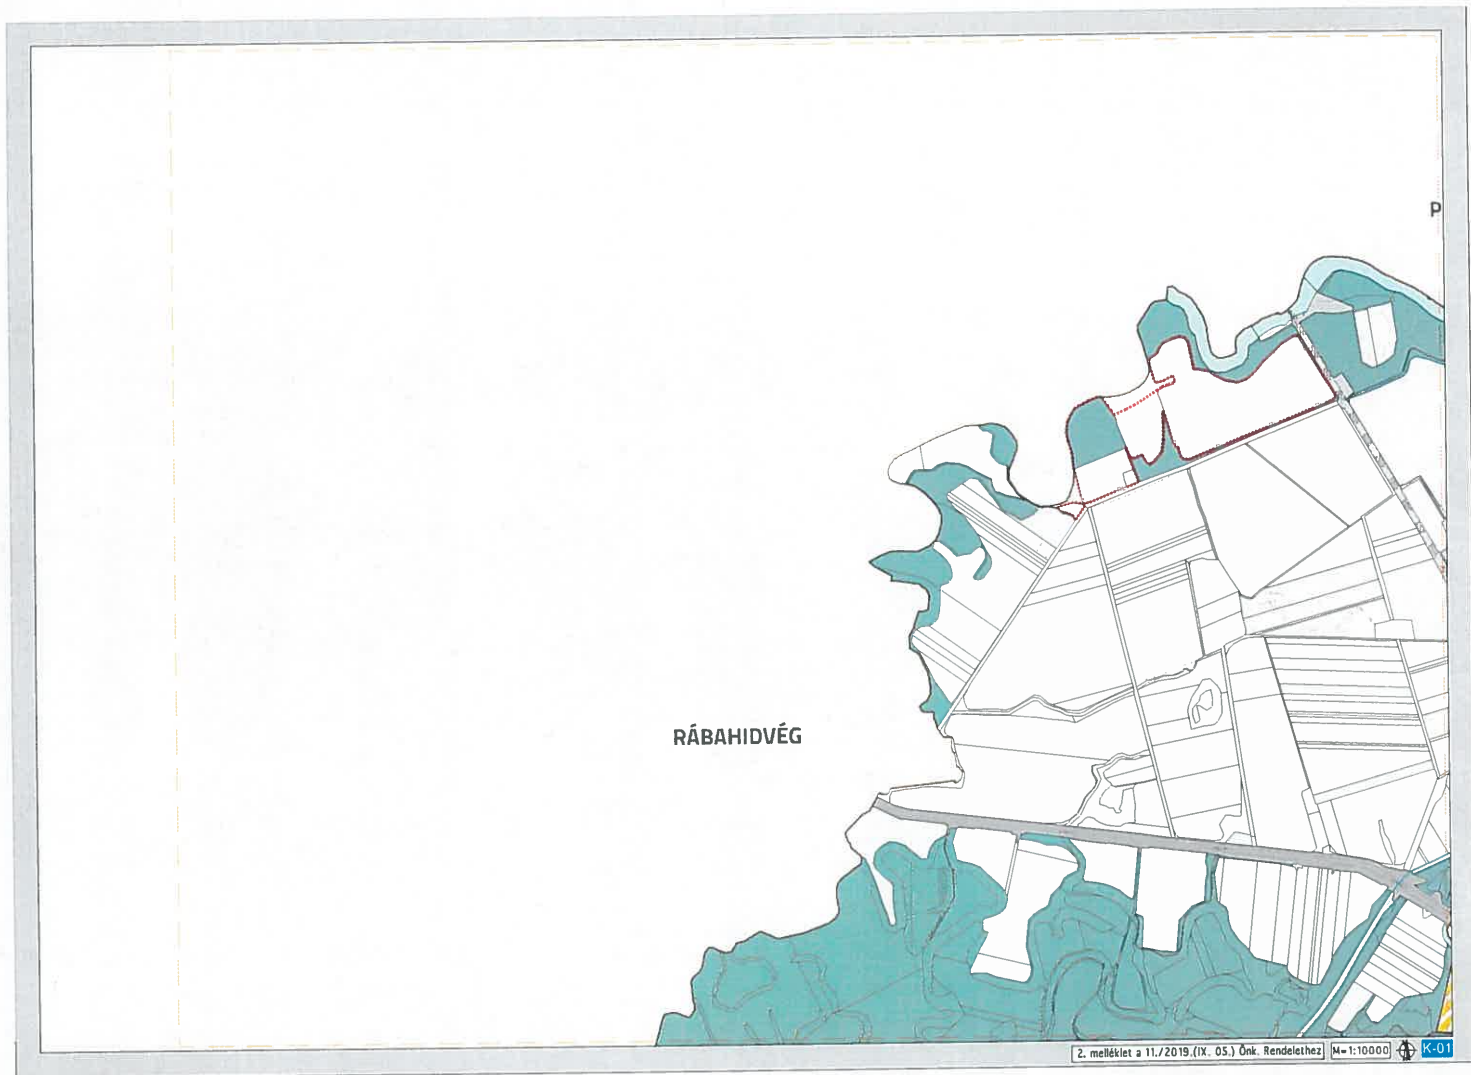 P
RÁBAHIDVÉG
2. melléklet a 11./2019.(IX. 05.) Önk. Rendelethez M=1:10000 K-01